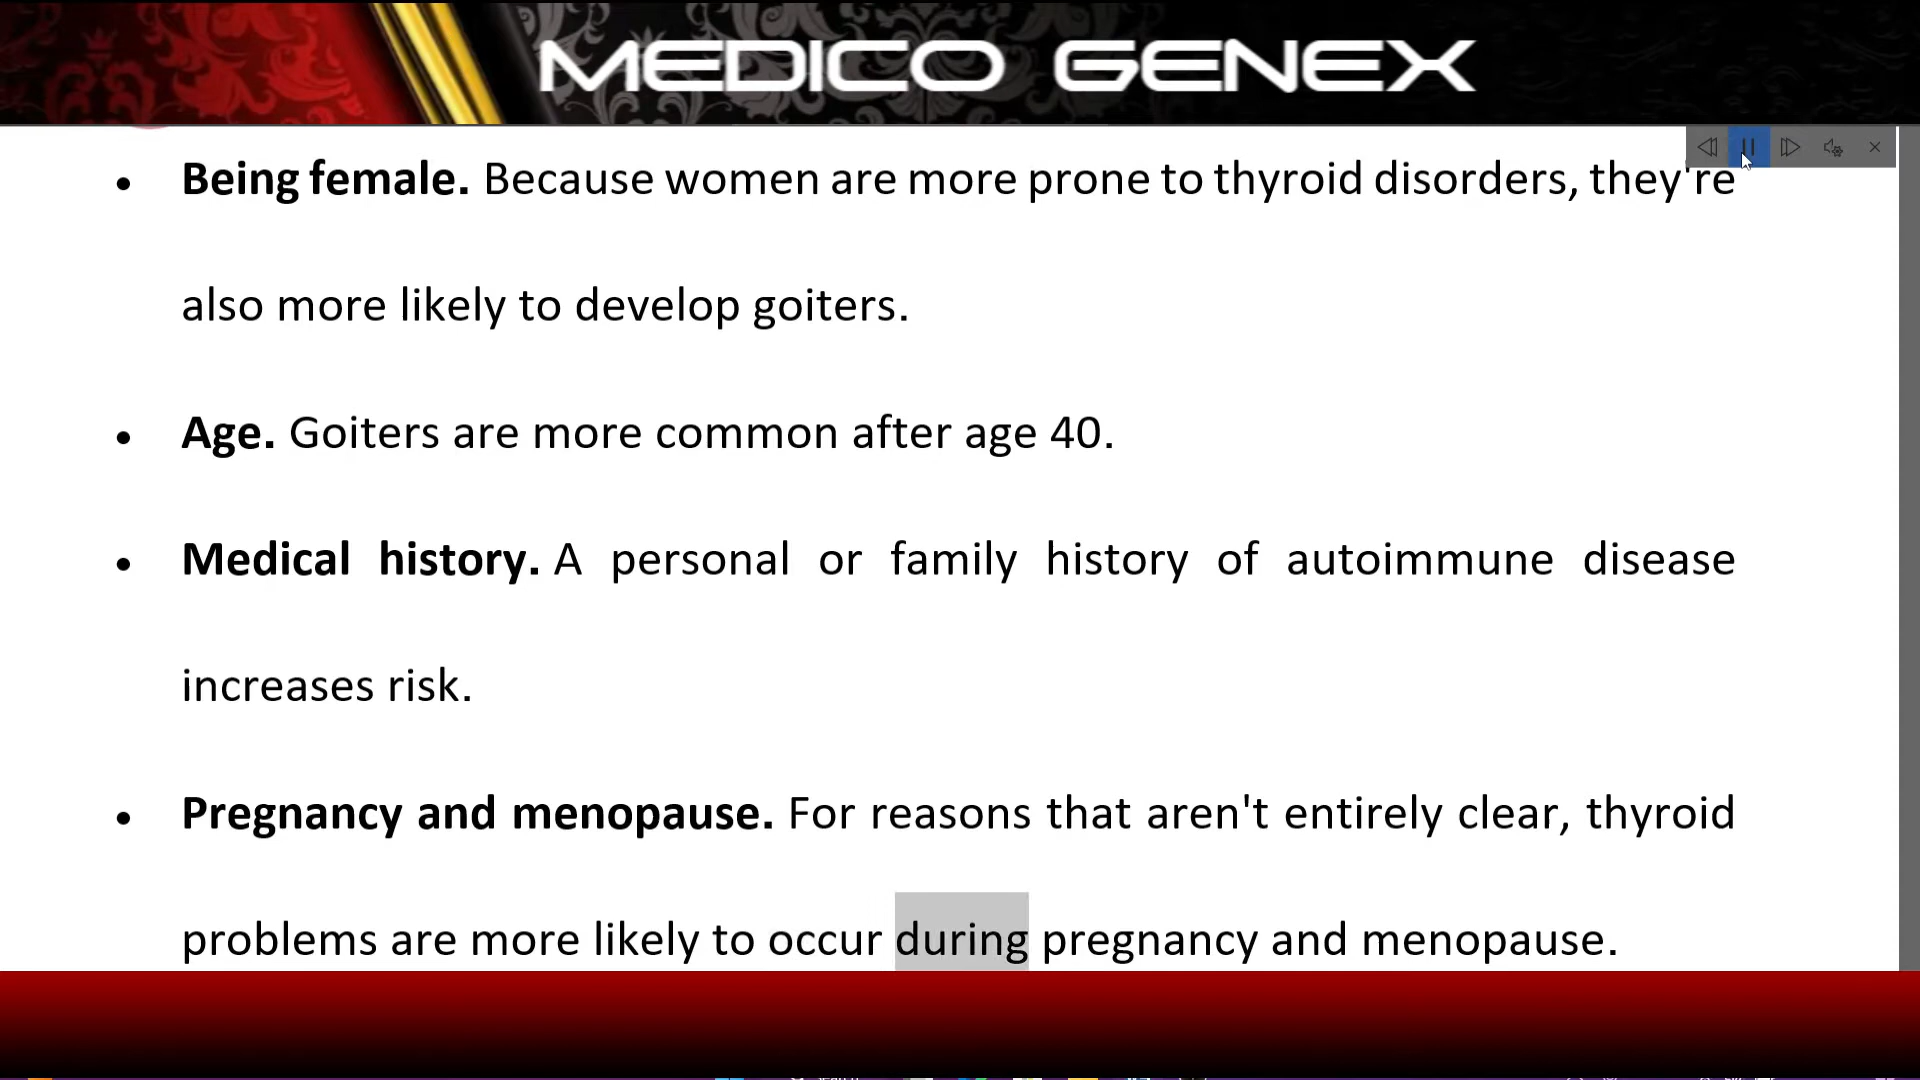 MEDICO GENEX
• Being female. Because women are more prone to thyroid disorders, they're
also more likely to develop goiters.
• Age. Goiters are more common after age 40.
• Medical history. A personal or family history of autoimmune disease
increases risk.
• Pregnancy and menopause. For reasons that aren't entirely clear, thyroid
problems are more likely to occur during pregnancy and menopause.